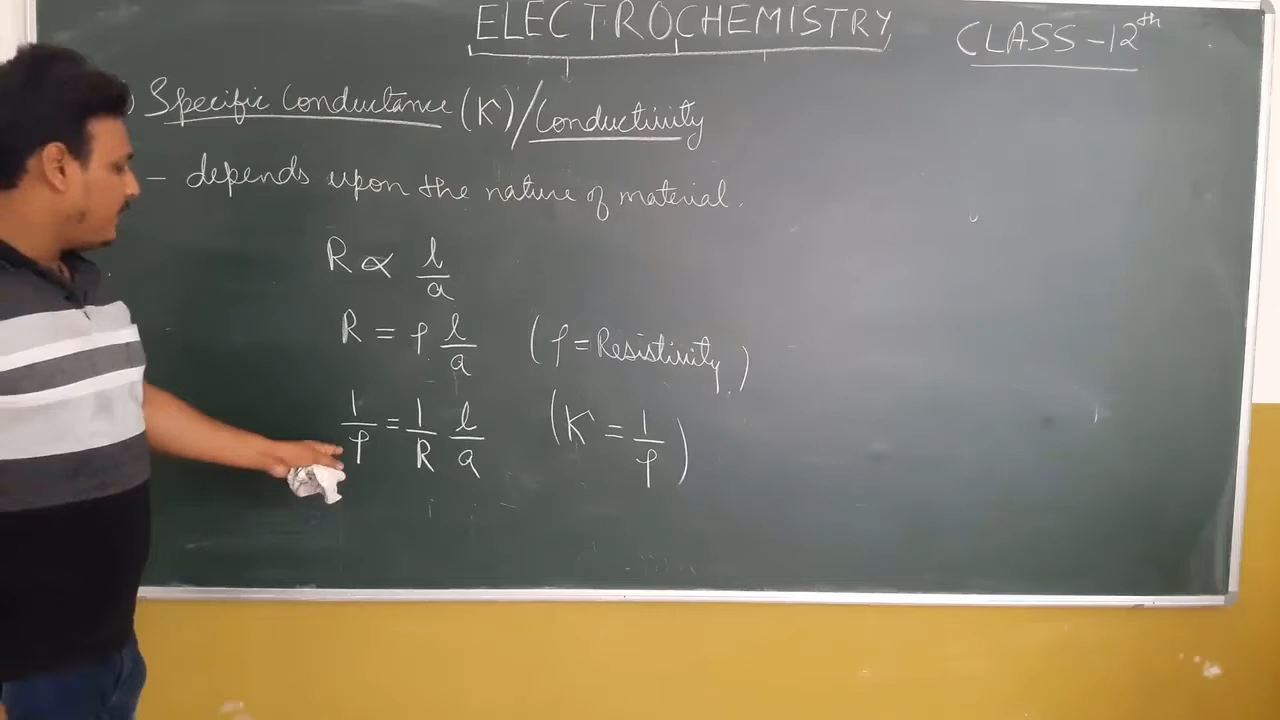 ELECTROCHEMISTRY
CLASS-12th
) Specific Conductance (K)/Conductivity
- depends upon the nature of material.
R ∝ l/a
R = ρ l/a (ρ = Resistivity)
1/ρ = 1/R l/a (K = 1/ρ)